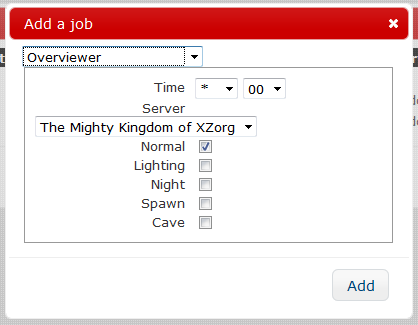 Add a job
Overviewer
Time * 00
Server
The Mighty Kingdom of XZorg
Normal
Lighting
Night
Spawn
Cave
Add